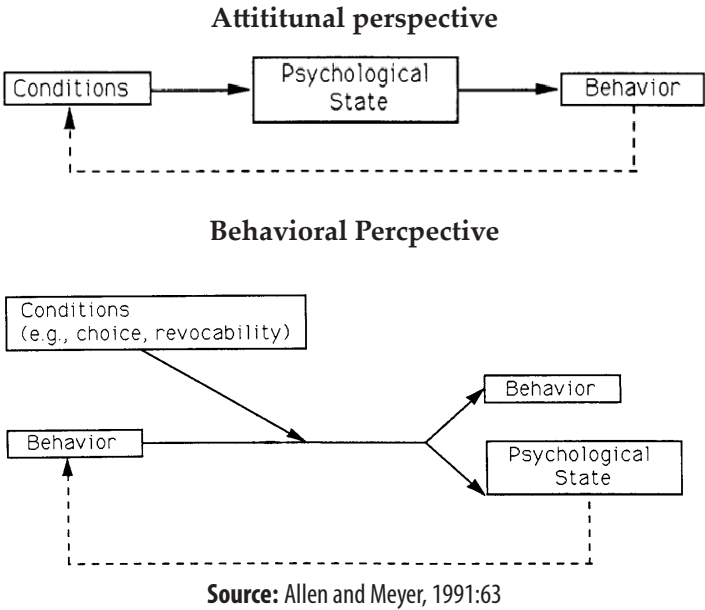 Attititunal perspective
Conditions
Psychological
State
Behavior
Behavioral Percpective
Conditions
(e.g., choice, revocability)
Behavior
Behavior
Psychological
State
Source: Allen and Meyer, 1991:63